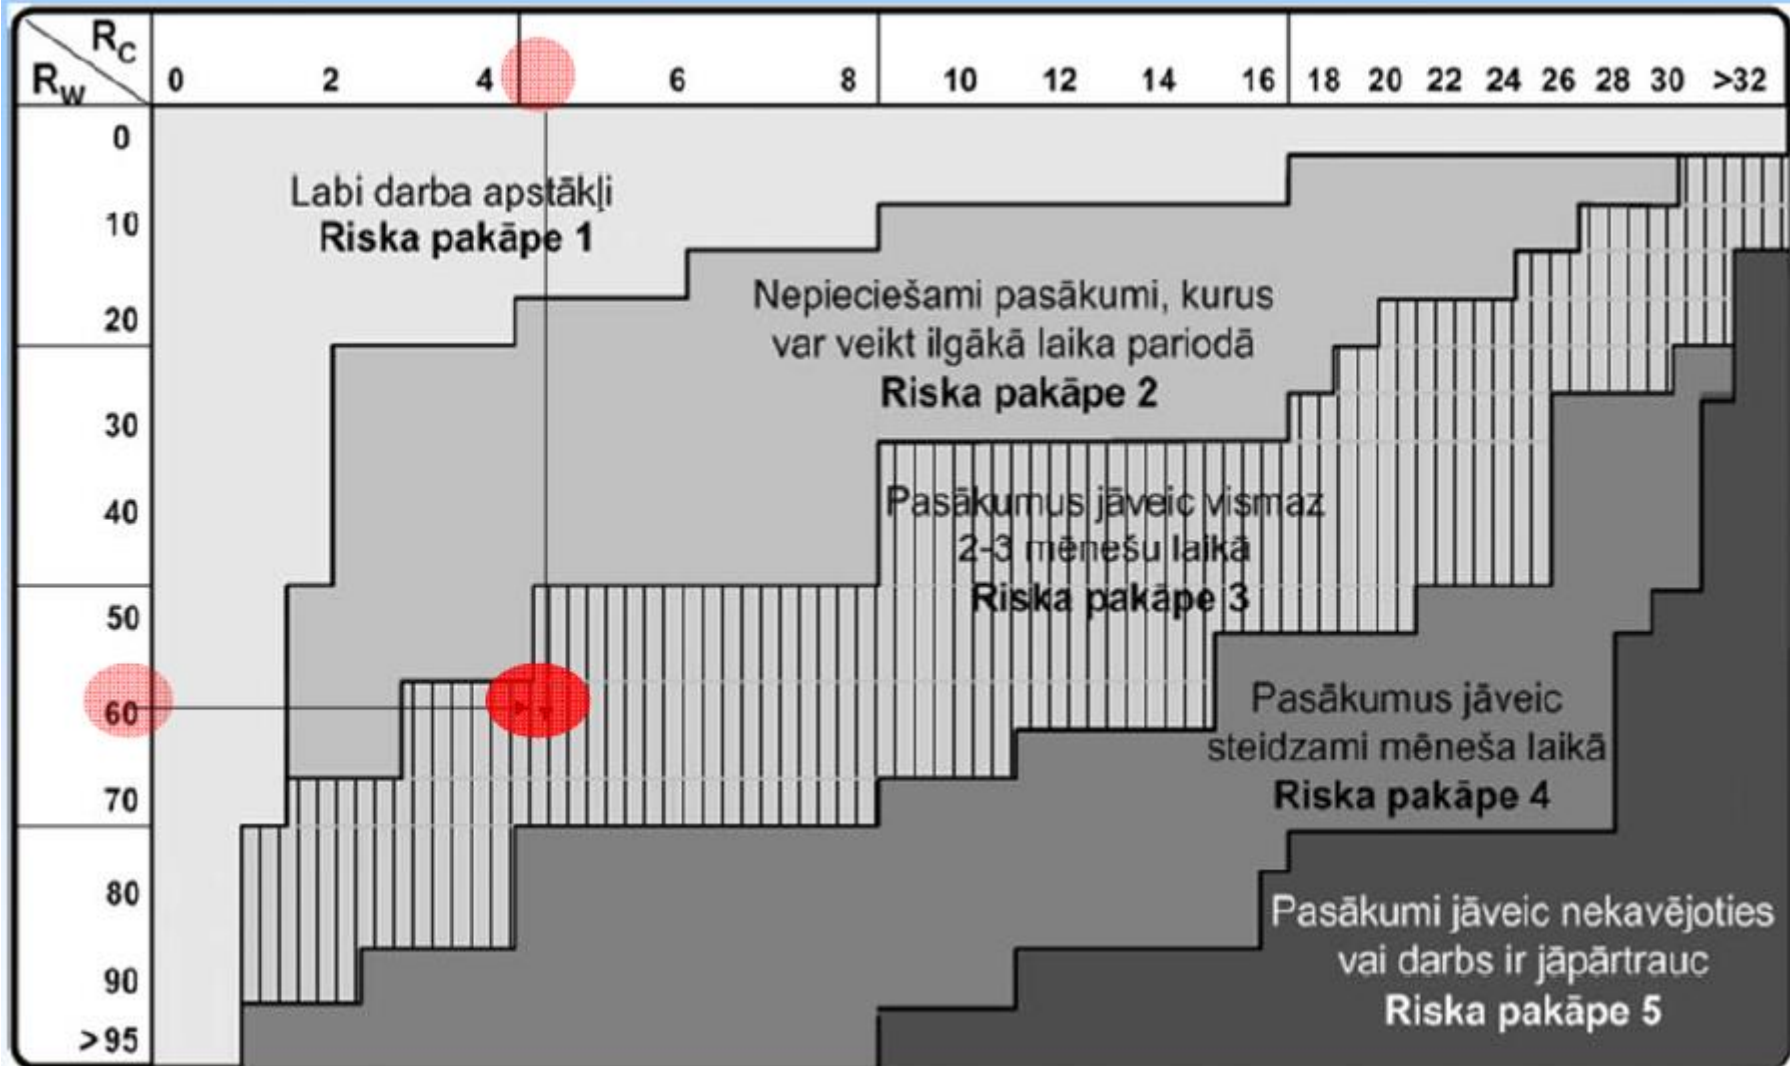 RC
RW
0 2 4 6 8 10 12 14 16 18 20 22 24 26 28 30 >32
0
10
20
30
40
50
60
70
80
90
>95
Labi darba apstākļi
Riska pakāpe 1
Nepieciešami pasākumi, kurus
var veikt ilgākā laika pariodā
Riska pakāpe 2
Pasākumus jāveic vismaz
2-3 mēnešu laikā
Riska pakāpe 3
Pasākumus jāveic
steidzami mēneša laikā
Riska pakāpe 4
Pasākumi jāveic nekavējoties
vai darbs ir jāpārtrauc
Riska pakāpe 5